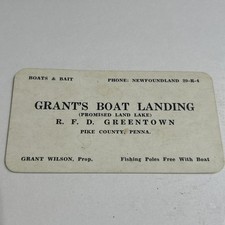 BOATS & BAIT PHONE: NEWFOUNDLAND 29-R-4
GRANT'S BOAT LANDING
(PROMISED LAND LAKE)
R. F. D. GREENTOWN
PIKE COUNTY, PENNA.
GRANT WILSON, Prop. Fishing Poles Free With Boat